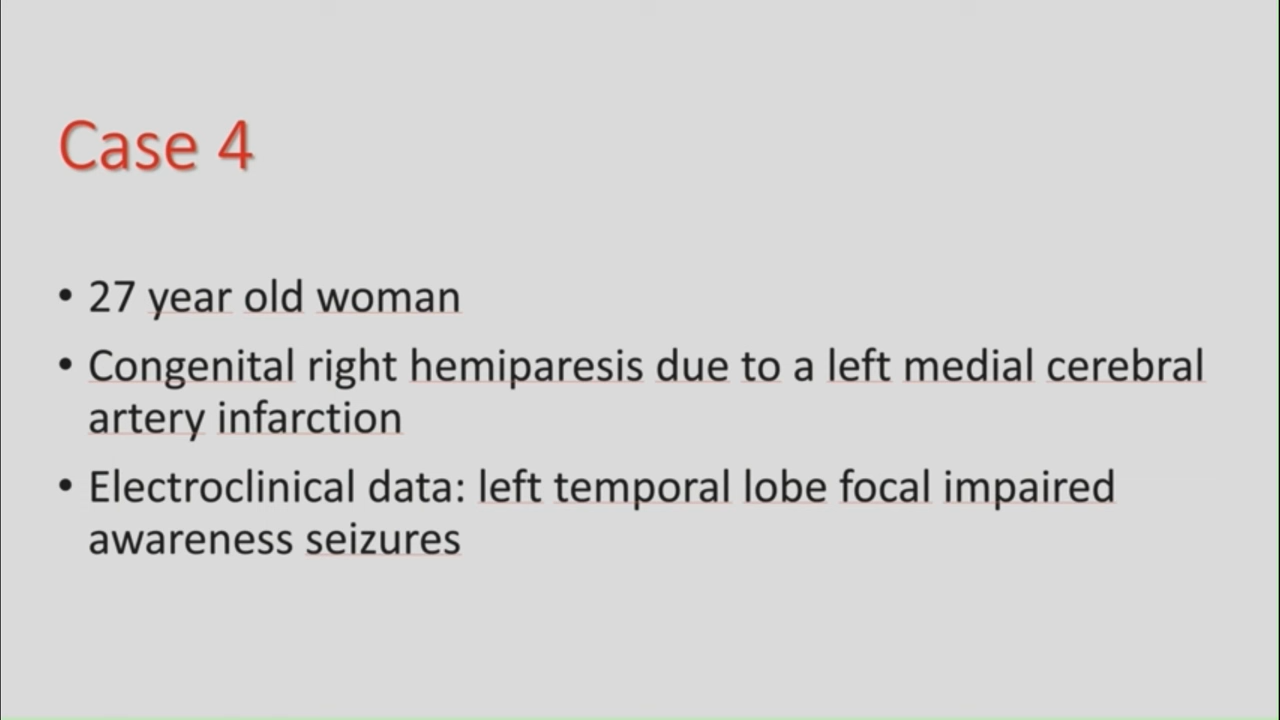 Case 4
• 27 year old woman
• Congenital right hemiparesis due to a left medial cerebral
artery infarction
• Electroclinical data: left temporal lobe focal impaired
awareness seizures